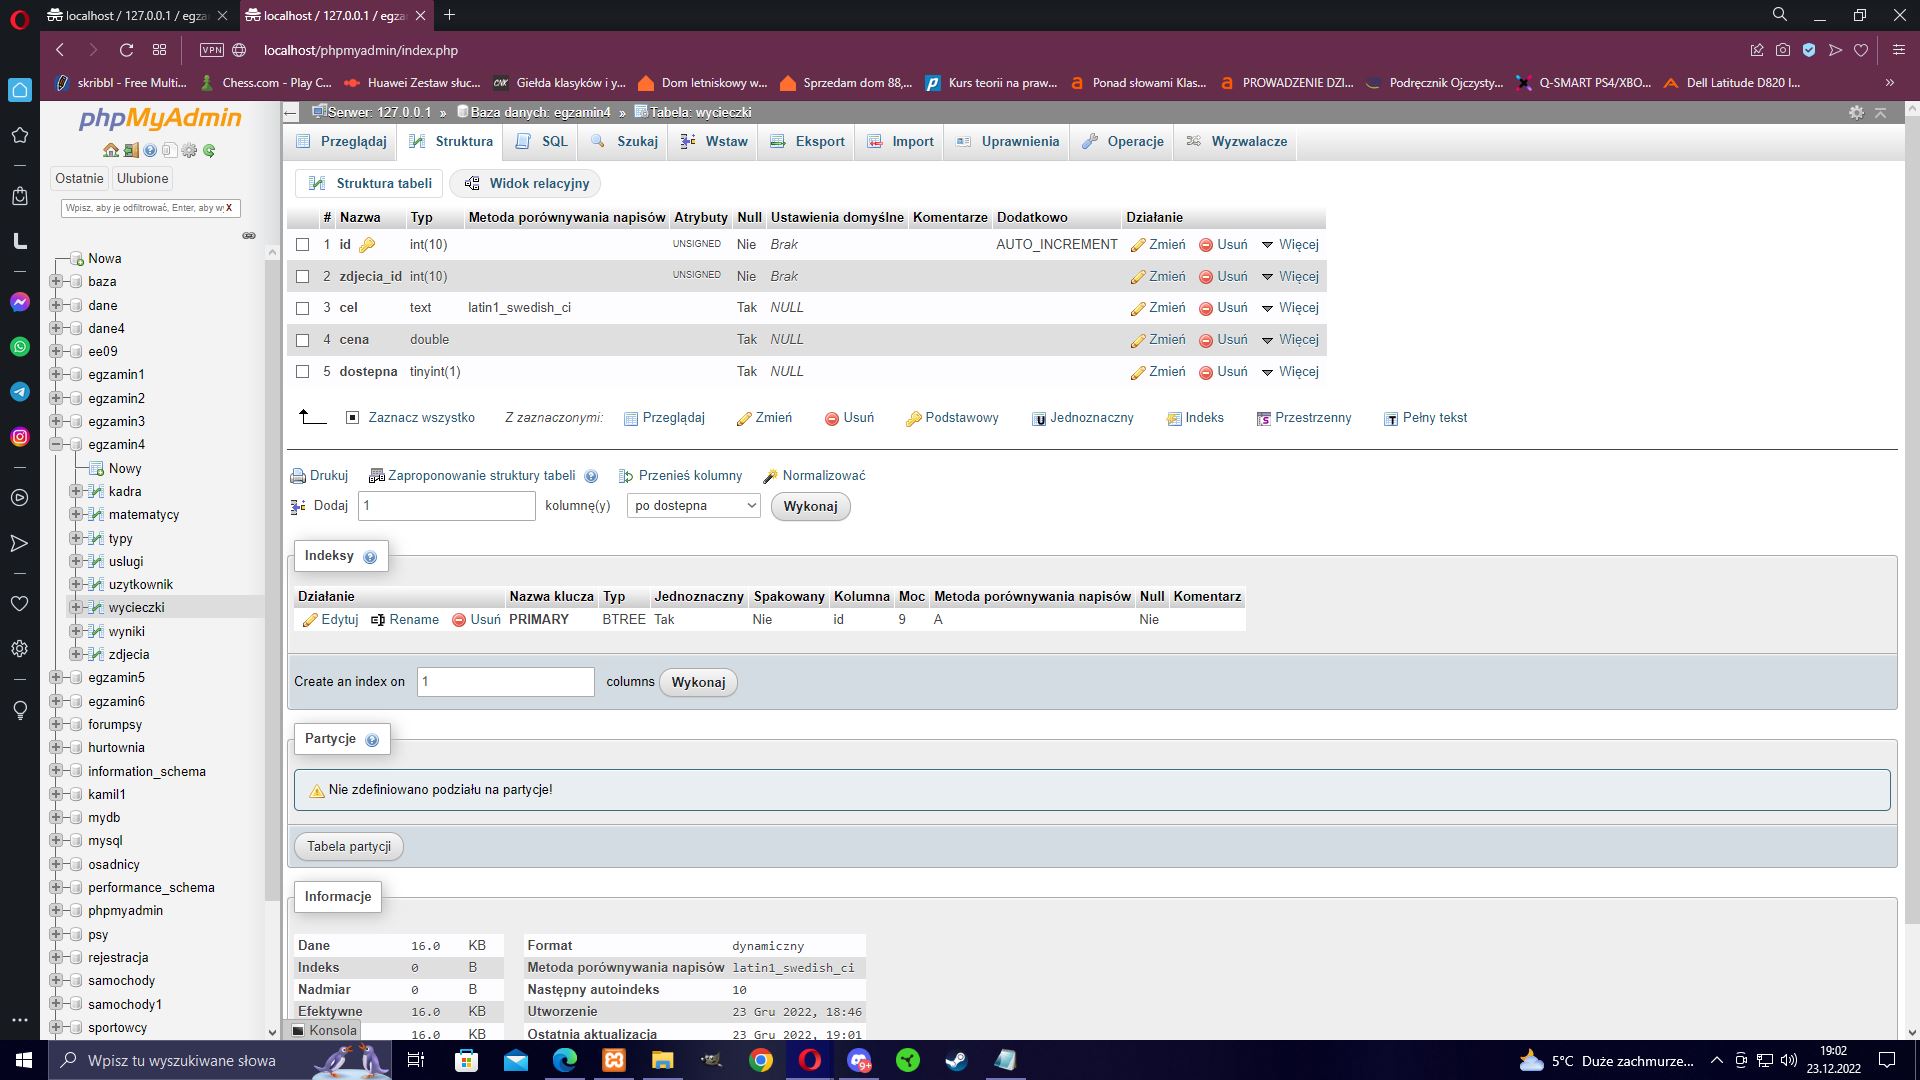 localhost / 127.0.0.1 / egza
localhost / 127.0.0.1 / egza
VPN
localhost/phpmyadmin/index.php
skribbl - Free Multi...
Chess.com - Play C...
Huawei Zestaw słuc...
Giełda klasyków i y...
Dom letniskowy w...
Sprzedam dom 88,...
Kurs teorii na praw...
Ponad słowami Klas...
PROWADZENIE DZI...
Podręcznik Ojczysty...
Q-SMART PS4/XBO...
Dell Latitude D820 I...
phpMyAdmin
Ostatnie Ulubione
Wpisz, aby je odfiltrować, Enter, aby wy X
Nowa
baza
dane
dane4
ee09
egzamin1
egzamin2
egzamin3
egzamin4
Nowy
kadra
matematycy
typy
uslugi
uzytkownik
wycieczki
wyniki
zdjecia
egzamin5
egzamin6
forumpsy
hurtownia
information_schema
kamil1
mydb
mysql
osadnicy
performance_schema
phpmyadmin
psy
rejestracja
samochody
samochody1
sportowcy
Serwer: 127.0.0.1 » Baza danych: egzamin4 » Tabela: wycieczki
Przeglądaj Struktura SQL Szukaj Wstaw Eksport Import Uprawnienia Operacje Wyzwalacze
Struktura tabeli Widok relacyjny
# Nazwa Typ Metoda porównywania napisów Atrybuty Null Ustawienia domyślne Komentarze Dodatkowo Działanie
1 id int(10) UNSIGNED Nie Brak AUTO_INCREMENT Zmień Usuń Więcej
2 zdjecia_id int(10) UNSIGNED Nie Brak Zmień Usuń Więcej
3 cel text latin1_swedish_ci Tak NULL Zmień Usuń Więcej
4 cena double Tak NULL Zmień Usuń Więcej
5 dostepna tinyint(1) Tak NULL Zmień Usuń Więcej
Zaznacz wszystko Z zaznaczonymi: Przeglądaj Zmień Usuń Podstawowy Jednoznaczny Indeks Przestrzenny Pełny tekst
Drukuj Zaproponowanie struktury tabeli Przenieś kolumny Normalizować
Dodaj 1 kolumnę(y) po dostepna Wykonaj
Indeksy
Działanie Nazwa klucza Typ Jednoznaczny Spakowany Kolumna Moc Metoda porównywania napisów Null Komentarz
Edytuj Rename Usuń PRIMARY BTREE Tak Nie id 9 A Nie
Create an index on 1 columns Wykonaj
Partycje
Nie zdefiniowano podziału na partycje!
Tabela partycji
Informacje
Dane 16.0 KB
Indeks 0 B
Nadmiar 0 B
Efektywne 16.0 KB
16.0 KB
Format dynamiczny
Metoda porównywania napisów latin1_swedish_ci
Następny autoindeks 10
Utworzenie 23 Gru 2022, 18:46
Ostatnia aktualizacja 23 Gru 2022, 19:01
Konsola
Wpisz tu wyszukiwane słowa
9+
5°C Duże zachmurze...
19:02
23.12.2022